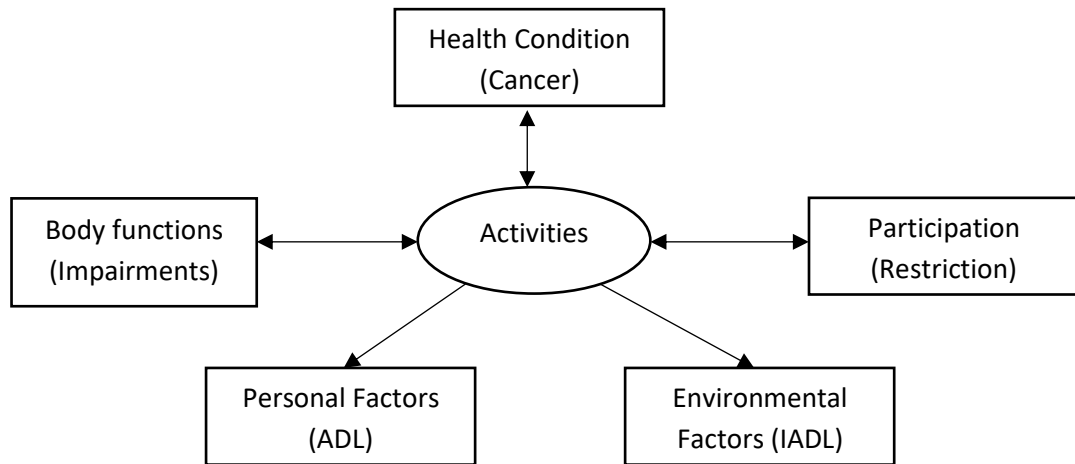 Health Condition
(Cancer)
Body functions
(Impairments)
Activities
Participation
(Restriction)
Personal Factors
(ADL)
Environmental
Factors (IADL)